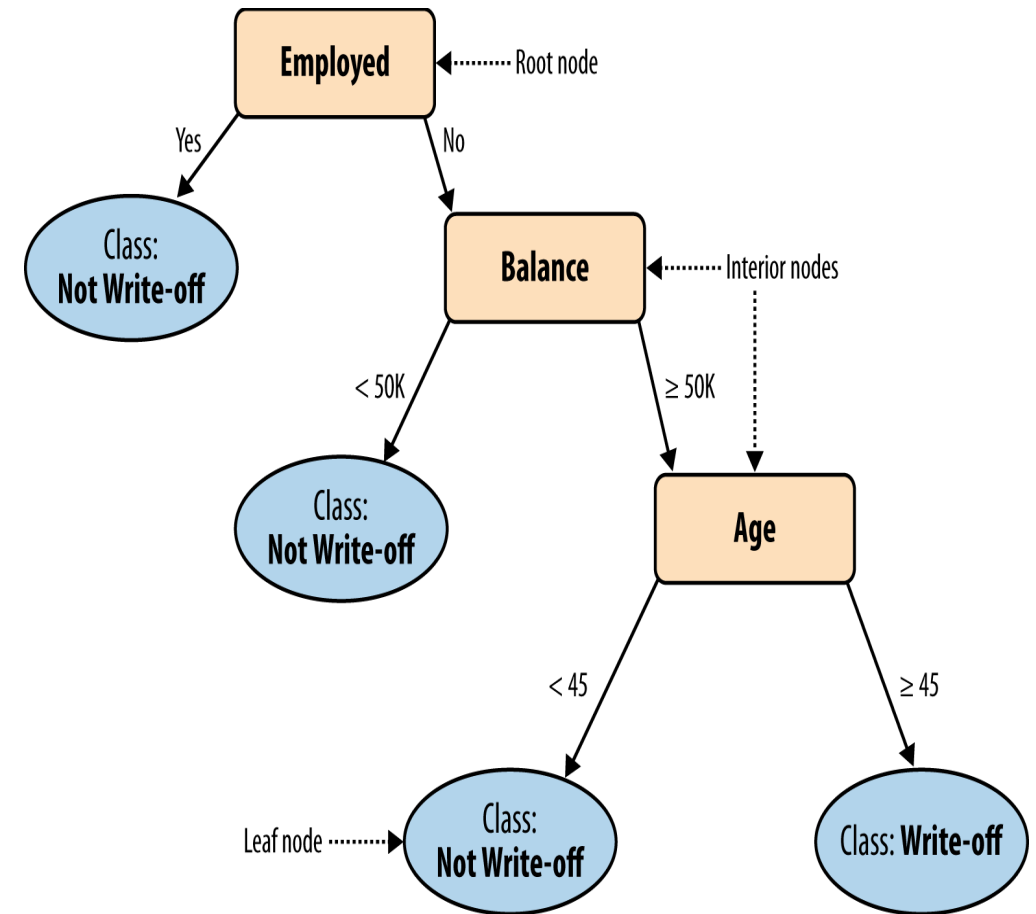 Employed
Root node
Yes
No
Class:
Not Write-off
Balance
Interior nodes
< 50K
≥ 50K
Class:
Not Write-off
Age
< 45
≥ 45
Leaf node
Class:
Not Write-off
Class: Write-off